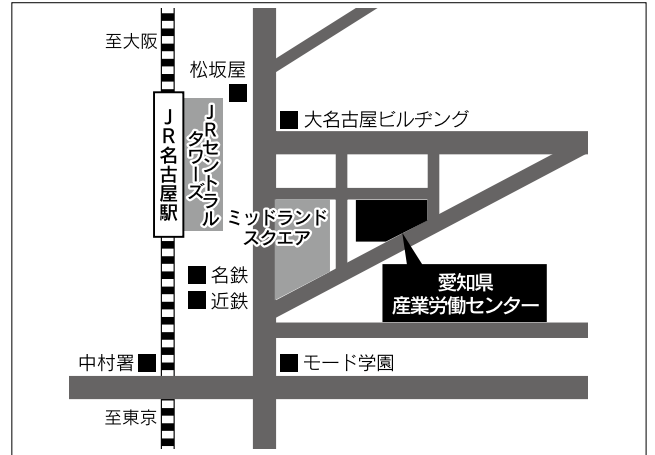 至大阪
松坂屋
大名古屋ビルヂング
JR名古屋駅
JRセントラル
タワーズ
ミッドランド
スクエア
名鉄
近鉄
愛知県
産業労働センター
中村署
モード学園
至東京